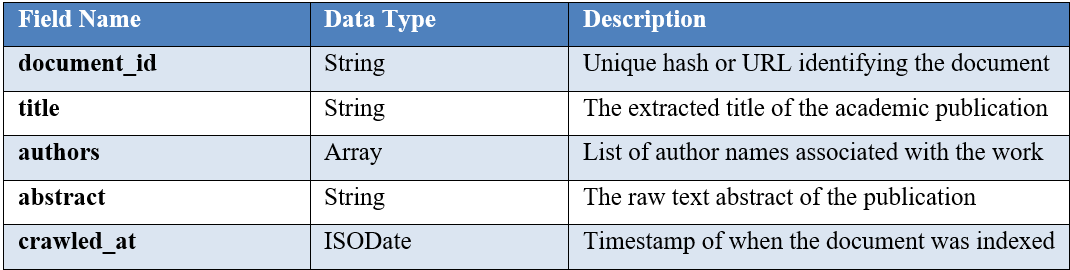 Field Name Data Type Description
document_id String Unique hash or URL identifying the document
title String The extracted title of the academic publication
authors Array List of author names associated with the work
abstract String The raw text abstract of the publication
crawled_at ISODate Timestamp of when the document was indexed